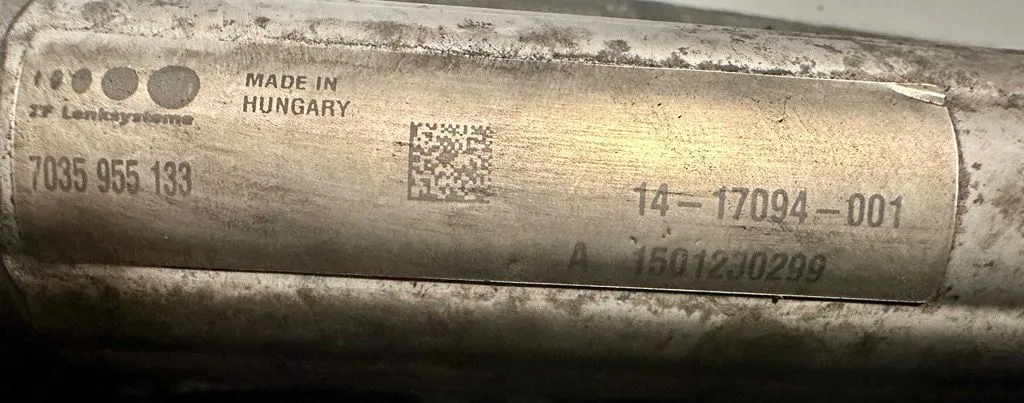 MADE IN
HUNGARY
ZF Lenksysteme
7035 955 133
14-17094-001
A 1501230299